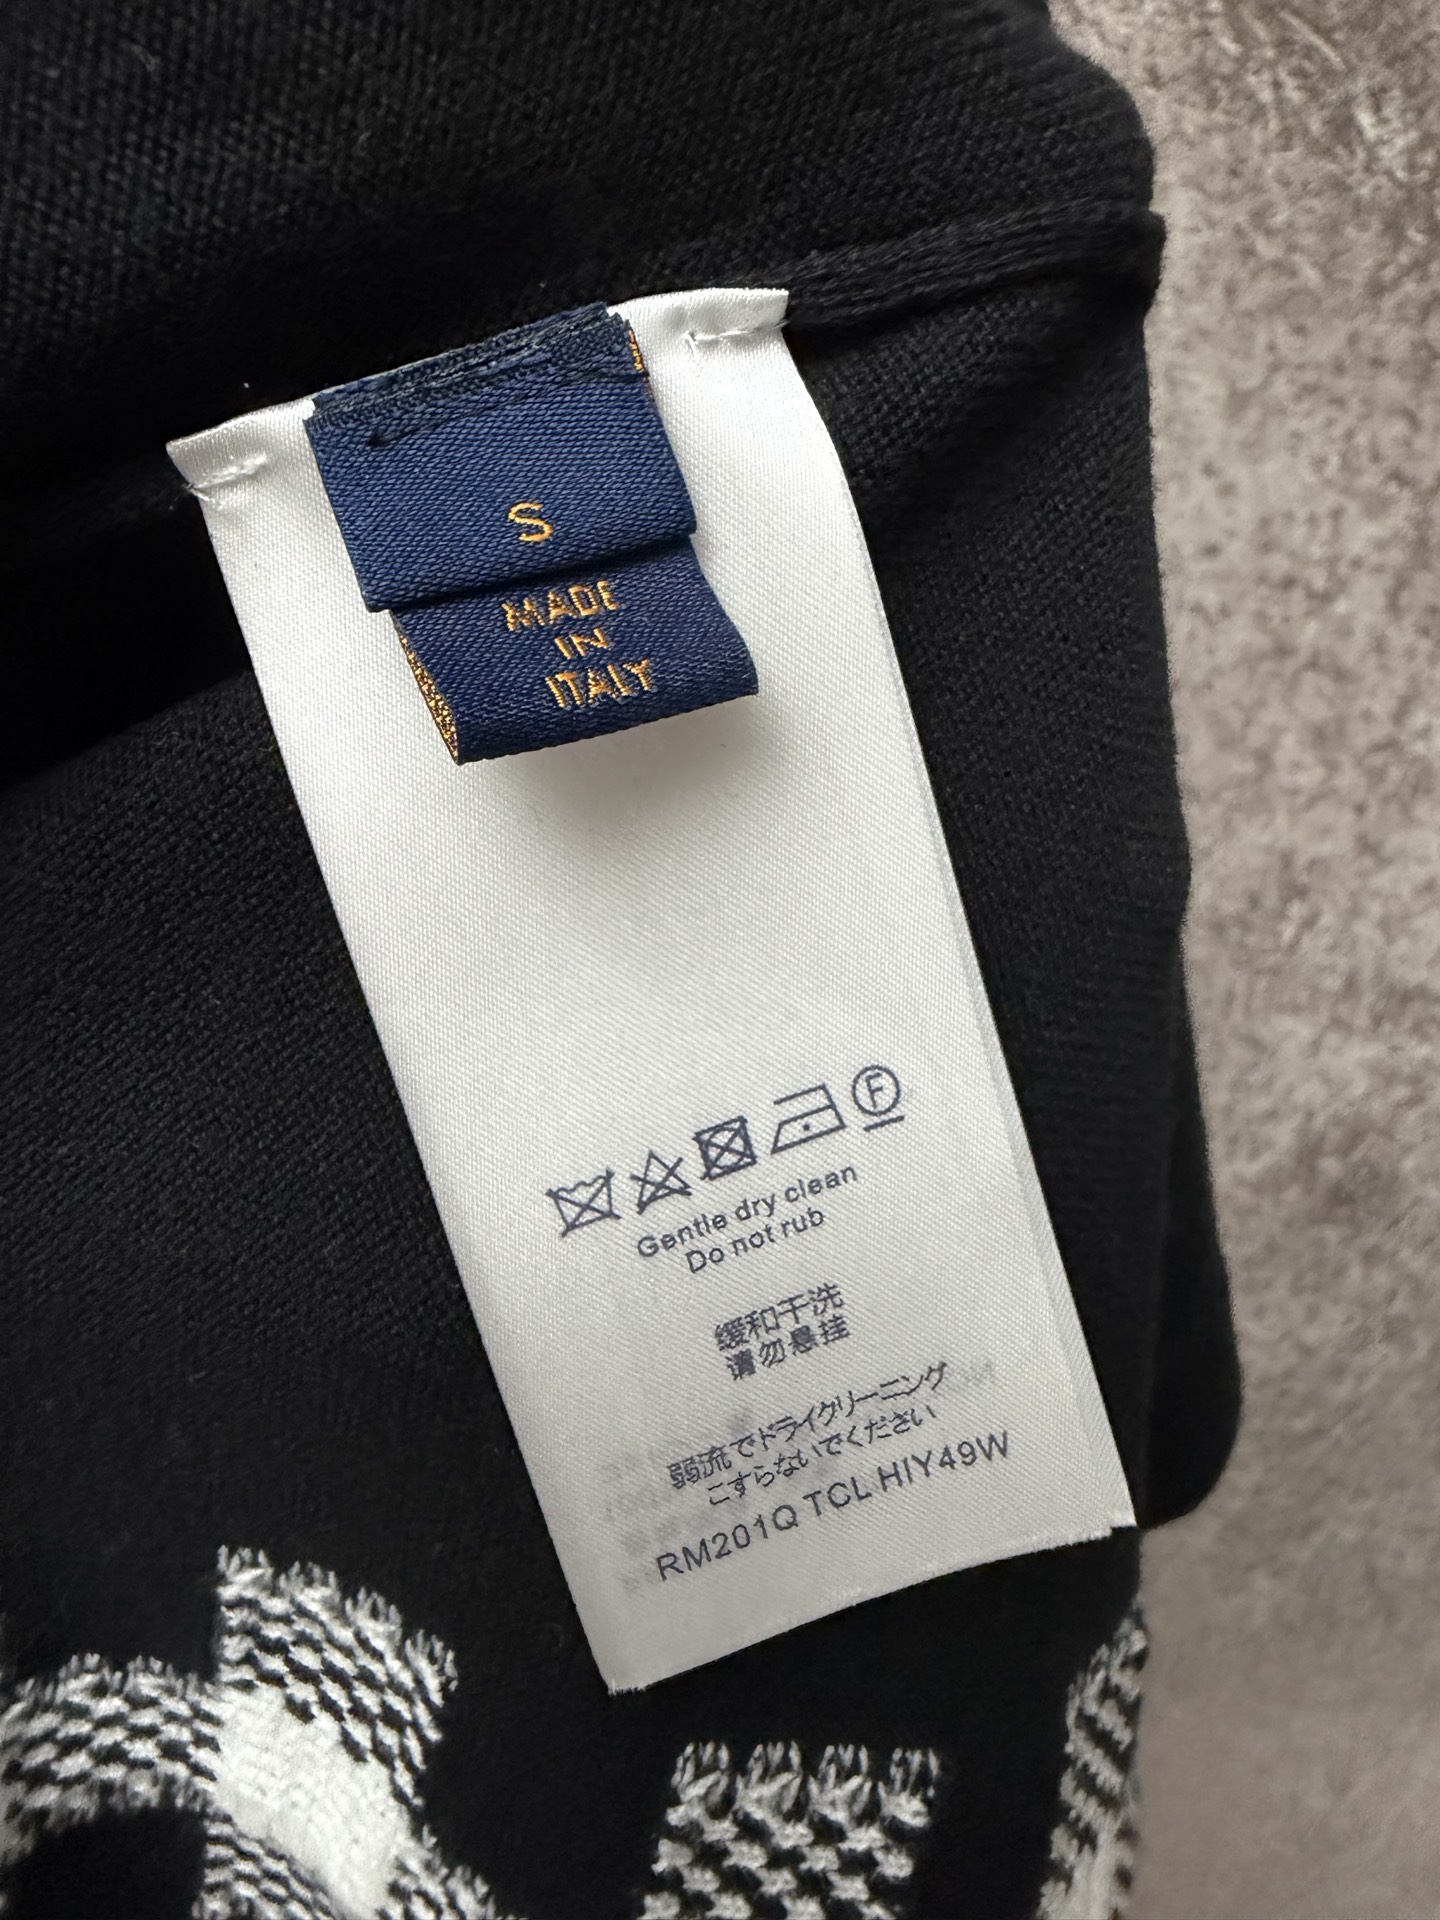 S
MADE
IN
ITALY
F
Gentle dry clean
Do not rub
缓和干洗
请勿悬挂
弱流でドライクリーニング
こすらないでください
RM201Q TCL HIY49W